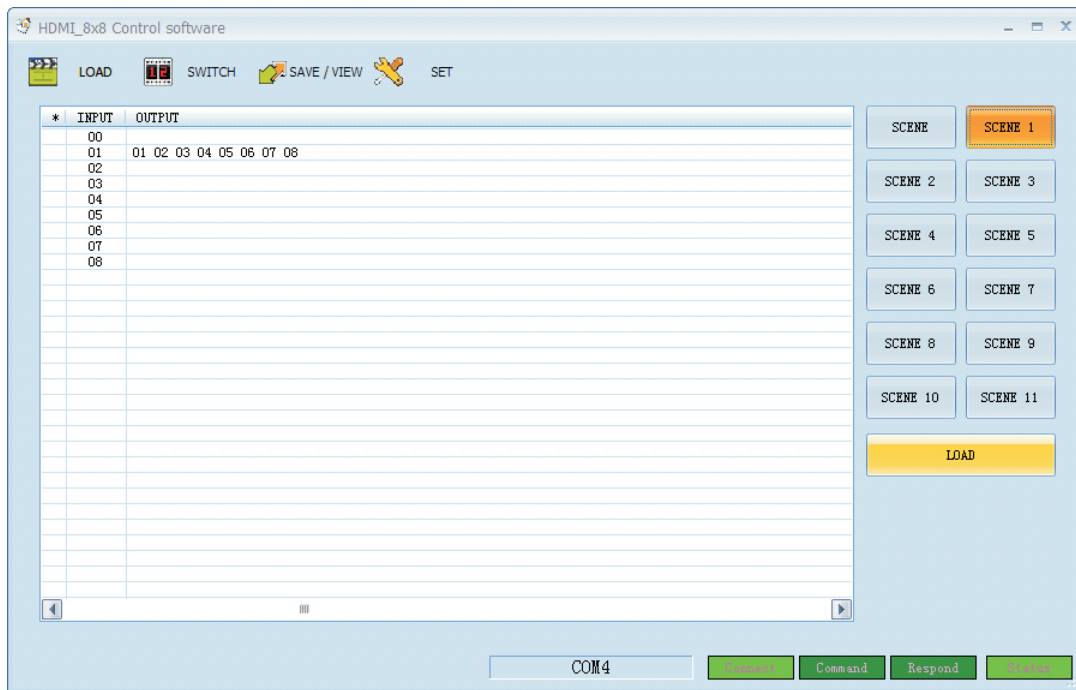 HDMI_8x8 Control software
LOAD SWITCH SAVE / VIEW SET
* INPUT OUTPUT
00
01 01 02 03 04 05 06 07 08
02
03
04
05
06
07
08
SCENE SCENE 1
SCENE 2 SCENE 3
SCENE 4 SCENE 5
SCENE 6 SCENE 7
SCENE 8 SCENE 9
SCENE 10 SCENE 11
LOAD
COM4 Connect Command Respond Status